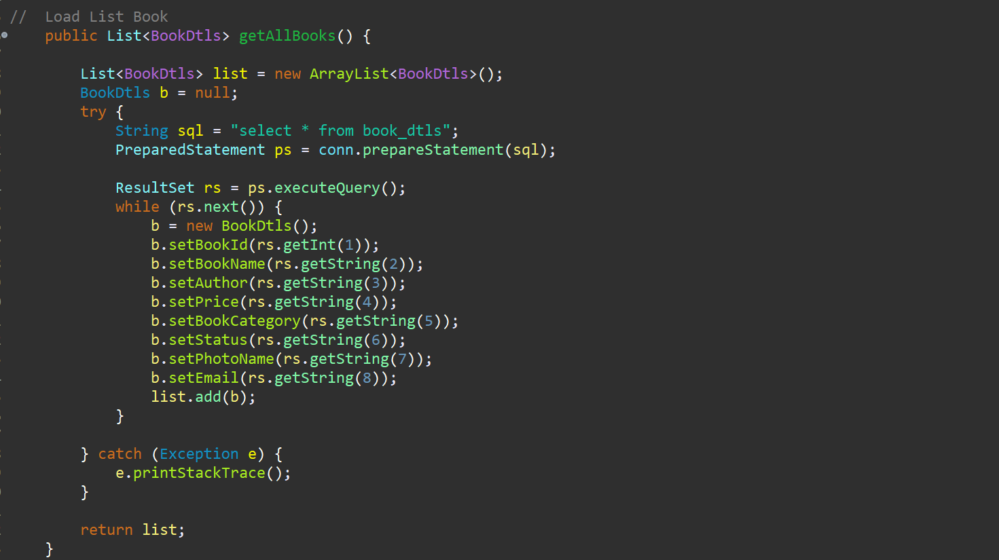 // Load List Book
public List<BookDtls> getAllBooks() {
List<BookDtls> list = new ArrayList<BookDtls>();
BookDtls b = null;
try {
String sql = "select * from book_dtls";
PreparedStatement ps = conn.prepareStatement(sql);
ResultSet rs = ps.executeQuery();
while (rs.next()) {
b = new BookDtls();
b.setBookId(rs.getInt(1));
b.setBookName(rs.getString(2));
b.setAuthor(rs.getString(3));
b.setPrice(rs.getString(4));
b.setBookCategory(rs.getString(5));
b.setStatus(rs.getString(6));
b.setPhotoName(rs.getString(7));
b.setEmail(rs.getString(8));
list.add(b);
}
} catch (Exception e) {
e.printStackTrace();
}
return list;
}